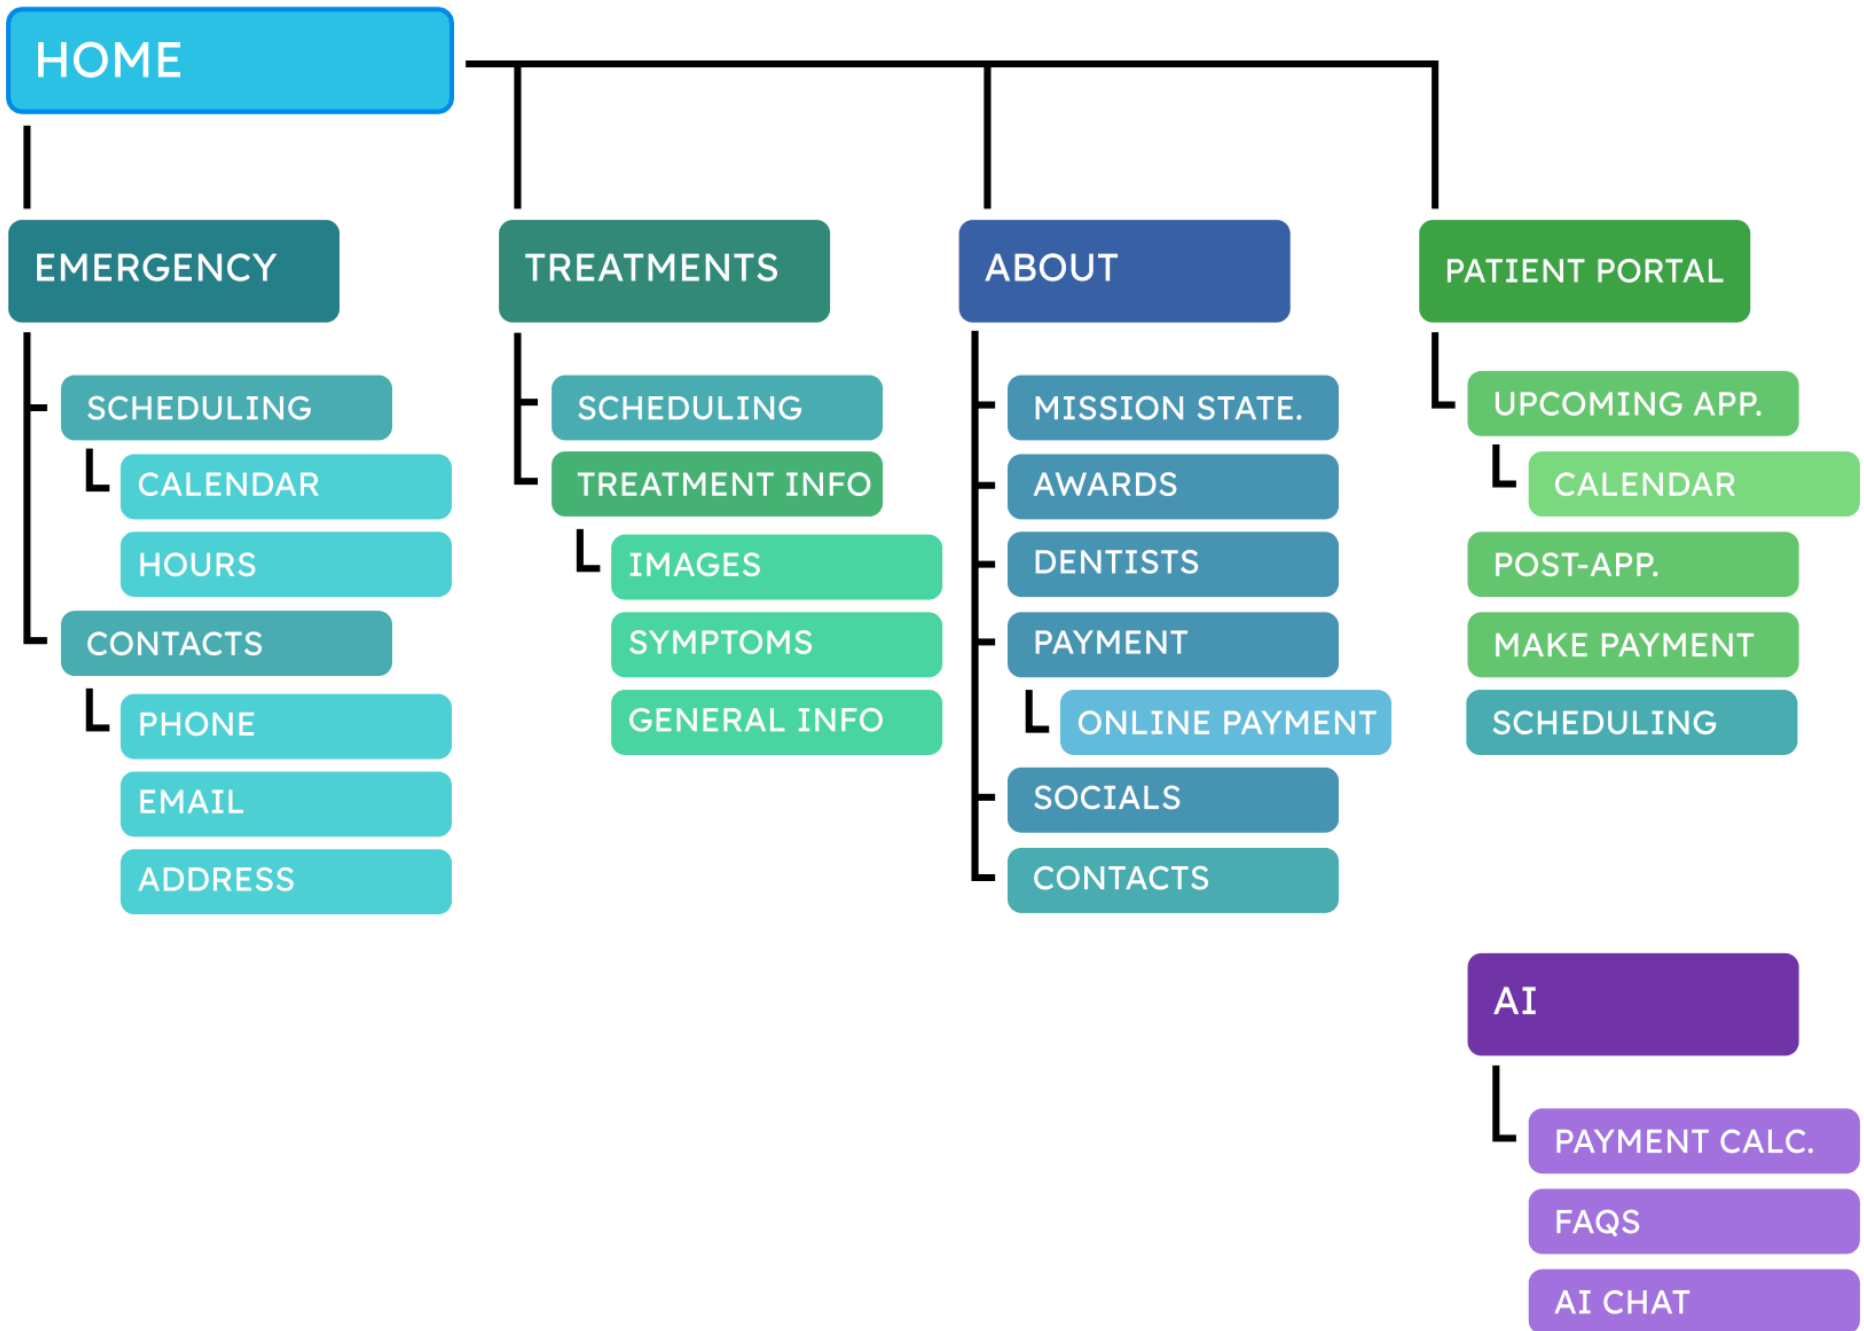 HOME
EMERGENCY
SCHEDULING
CALENDAR
HOURS
CONTACTS
PHONE
EMAIL
ADDRESS
TREATMENTS
SCHEDULING
TREATMENT INFO
IMAGES
SYMPTOMS
GENERAL INFO
ABOUT
MISSION STATE.
AWARDS
DENTISTS
PAYMENT
ONLINE PAYMENT
SOCIALS
CONTACTS
PATIENT PORTAL
UPCOMING APP.
CALENDAR
POST-APP.
MAKE PAYMENT
SCHEDULING
AI
PAYMENT CALC.
FAQS
AI CHAT